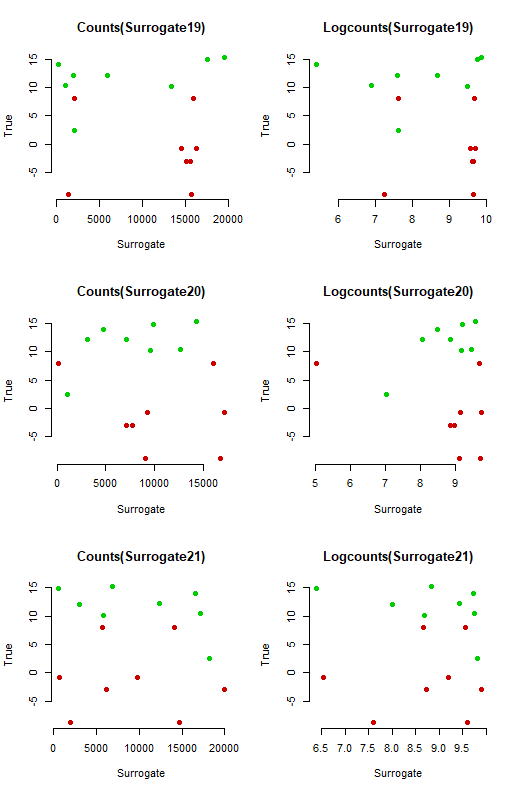 Counts(Surrogate19)
True
15
10
5
0
-5
0 5000 10000 15000 20000
Surrogate
Logcounts(Surrogate19)
True
15
10
5
0
-5
6 7 8 9 10
Surrogate
Counts(Surrogate20)
True
15
10
5
0
-5
0 5000 10000 15000
Surrogate
Logcounts(Surrogate20)
True
15
10
5
0
-5
5 6 7 8 9
Surrogate
Counts(Surrogate21)
True
15
10
5
0
-5
0 5000 10000 15000 20000
Surrogate
Logcounts(Surrogate21)
True
15
10
5
0
-5
6.5 7.0 7.5 8.0 8.5 9.0 9.5
Surrogate